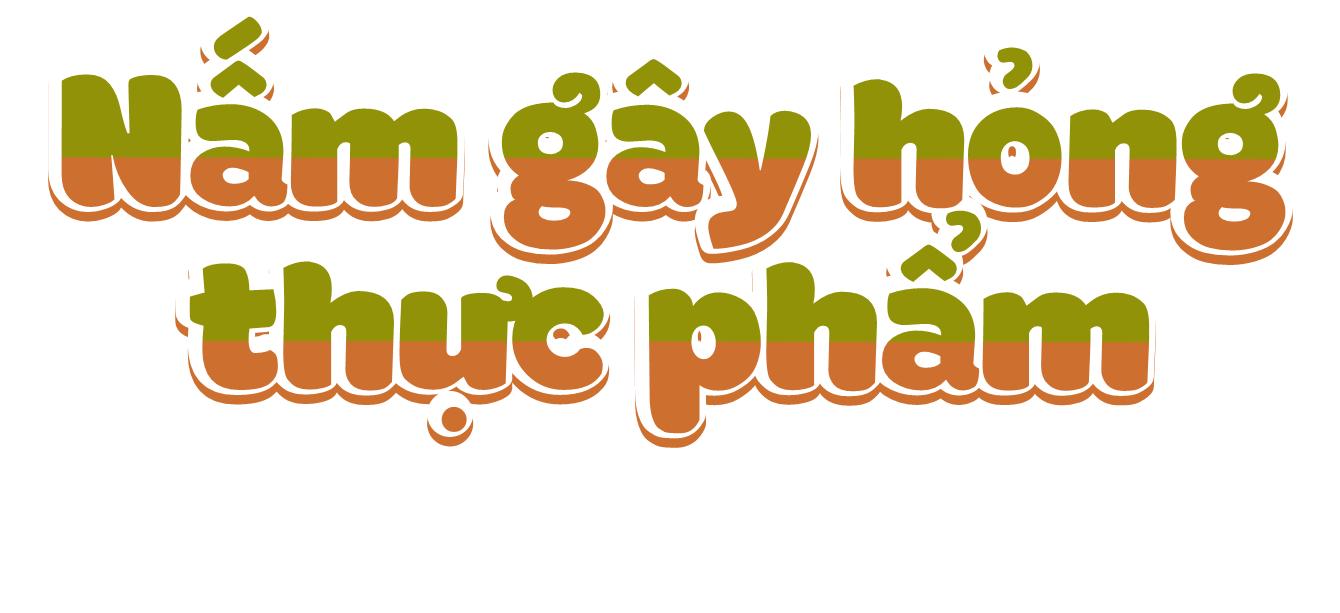 Nấm gây hỏng
thực phẩm